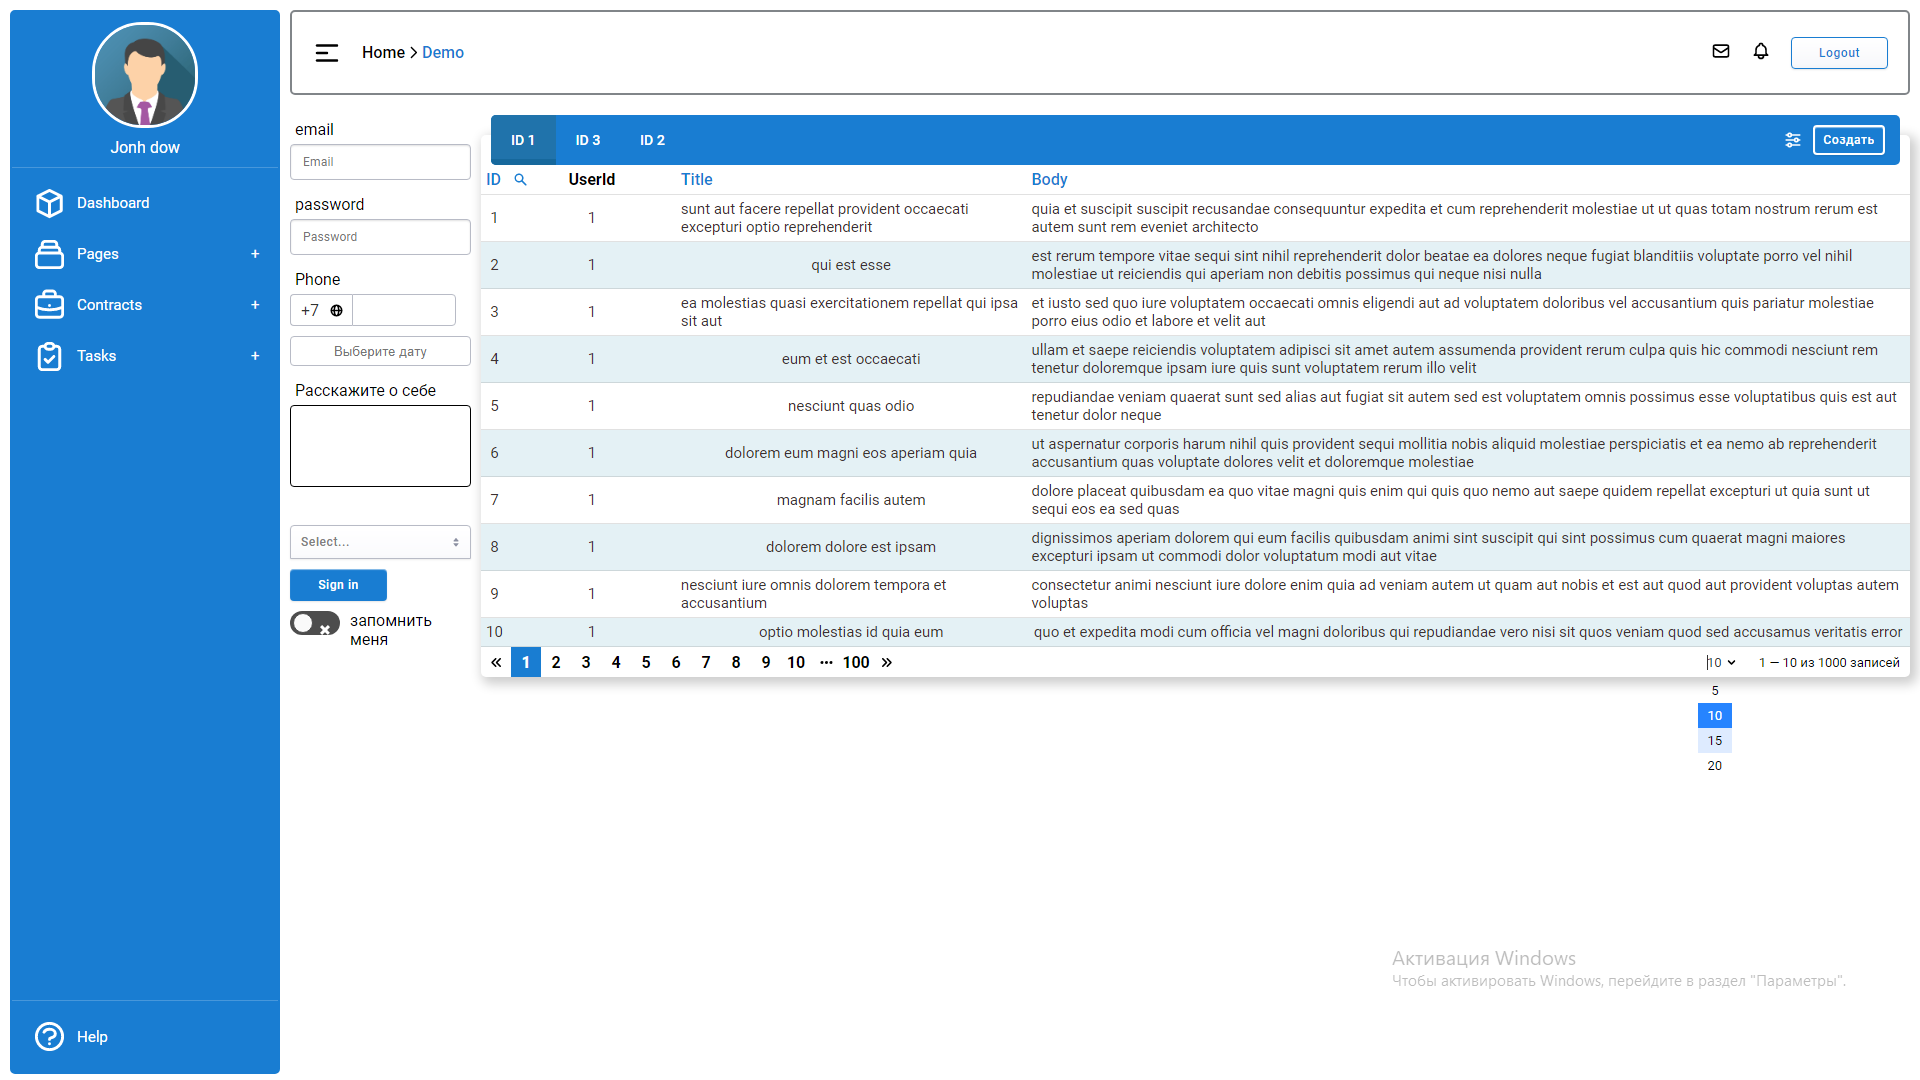 Jonh dow
Dashboard
Pages +
Contracts +
Tasks +
Help
Home > Demo
Logout
email
Email
password
Password
Phone
+7
Выберите дату
Расскажите о себе
Select...
Sign in
запомнить
меня
ID 1 ID 3 ID 2
Создать
ID UserId Title Body
1 1 sunt aut facere repellat provident occaecati
excepturi optio reprehenderit
quia et suscipit suscipit recusandae consequuntur expedita et cum reprehenderit molestiae ut ut quas totam nostrum rerum est
autem sunt rem eveniet architecto
2 1 qui est esse
est rerum tempore vitae sequi sint nihil reprehenderit dolor beatae ea dolores neque fugiat blanditiis voluptate porro vel nihil
molestiae ut reiciendis qui aperiam non debitis possimus qui neque nisi nulla
3 1 ea molestias quasi exercitationem repellat qui ipsa
sit aut
et iusto sed quo iure voluptatem occaecati omnis eligendi aut ad voluptatem doloribus vel accusantium quis pariatur molestiae
porro eius odio et labore et velit aut
4 1 eum et est occaecati
ullam et saepe reiciendis voluptatem adipisci sit amet autem assumenda provident rerum culpa quis hic commodi nesciunt rem
tenetur doloremque ipsam iure quis sunt voluptatem rerum illo velit
5 1 nesciunt quas odio
repudiandae veniam quaerat sunt sed alias aut fugiat sit autem sed est voluptatem omnis possimus esse voluptatibus quis est aut
tenetur dolor neque
6 1 dolorem eum magni eos aperiam quia
ut aspernatur corporis harum nihil quis provident sequi mollitia nobis aliquid molestiae perspiciatis et ea nemo ab reprehenderit
accusantium quas voluptate dolores velit et doloremque molestiae
7 1 magnam facilis autem
dolore placeat quibusdam ea quo vitae magni quis enim qui quis quo nemo aut saepe quidem repellat excepturi ut quia sunt ut
sequi eos ea sed quas
8 1 dolorem dolore est ipsam
dignissimos aperiam dolorem qui eum facilis quibusdam animi sint suscipit qui sint possimus cum quaerat magni maiores
excepturi ipsam ut commodi dolor voluptatum modi aut vitae
9 1 nesciunt iure omnis dolorem tempora et
accusantium
consectetur animi nesciunt iure dolore enim quia ad veniam autem ut quam aut nobis et est aut quod aut provident voluptas autem
voluptas
10 1 optio molestias id quia eum
quo et expedita modi cum officia vel magni doloribus qui repudiandae vero nisi sit quos veniam quod sed accusamus veritatis error
« 1 2 3 4 5 6 7 8 9 10 ... 100 »
10 1 — 10 из 1000 записей
5
10
15
20
Активация Windows
Чтобы активировать Windows, перейдите в раздел "Параметры".